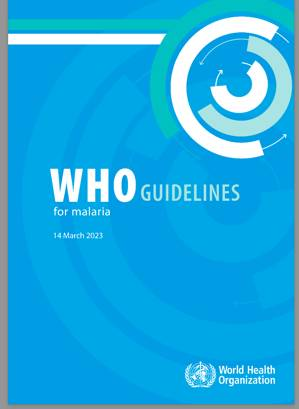 WHO GUIDELINES
for malaria
14 March 2023
World Health
Organization